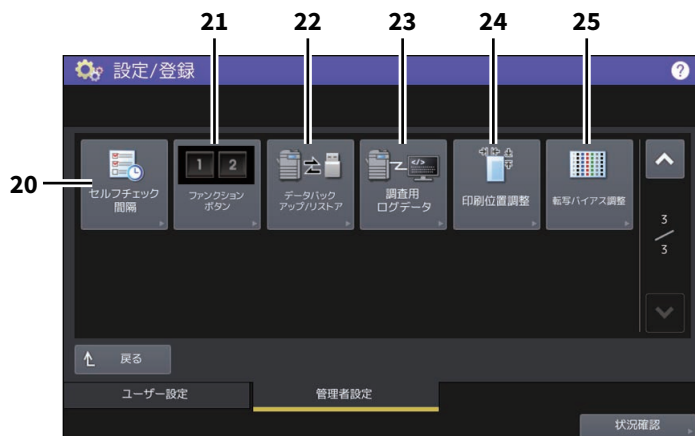 21 22 23 24 25
設定/登録 ?
20
1 2
</>
セルフチェック
間隔
ファンクション
ボタン
データバック
アップ/リストア
調査用
ログデータ
印刷位置調整
転写バイアス調整
3
/
3
戻る
ユーザー設定 管理者設定
状況確認